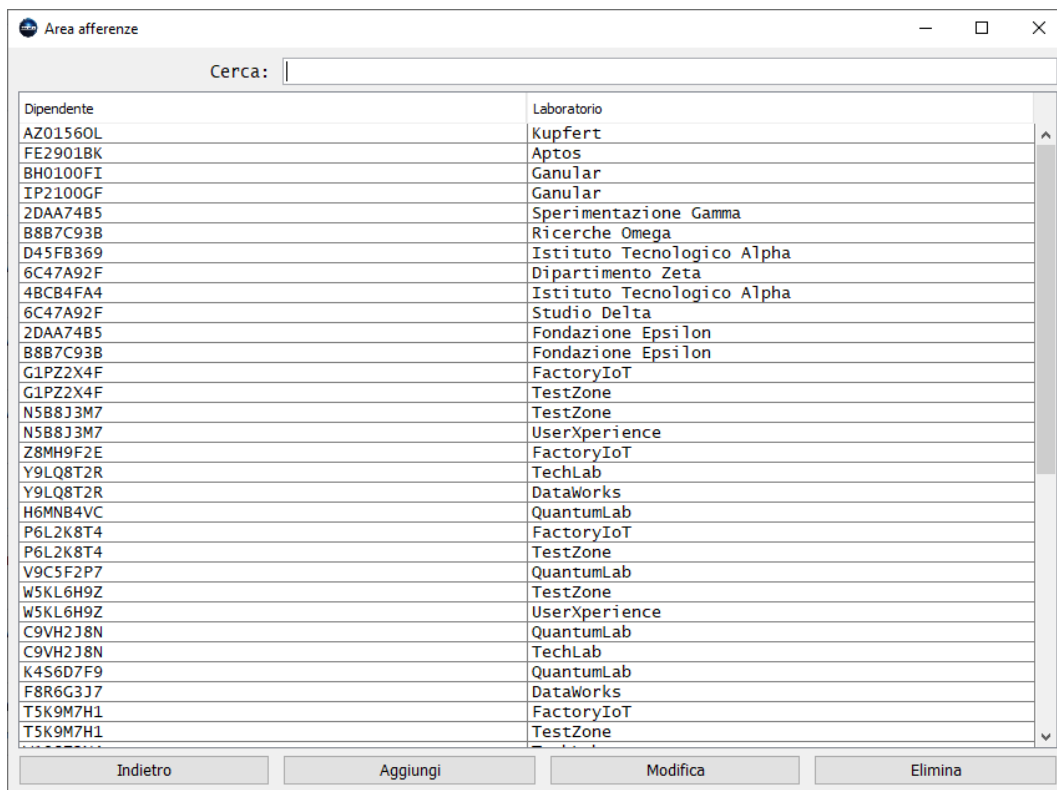 Area afferenze
Cerca:
Dipendente Laboratorio
AZ0156OL Kupfert
FE2901BK Aptos
BH0100FI Ganular
IP2100GF Ganular
2DAA74B5 Sperimentazione Gamma
B8B7C93B Ricerche Omega
D45FB369 Istituto Tecnologico Alpha
6C47A92F Dipartimento Zeta
4BCB4FA4 Istituto Tecnologico Alpha
6C47A92F Studio Delta
2DAA74B5 Fondazione Epsilon
B8B7C93B Fondazione Epsilon
G1PZ2X4F FactoryIoT
G1PZ2X4F TestZone
N5B8J3M7 TestZone
N5B8J3M7 UserXperience
Z8MH9F2E FactoryIoT
Y9LQ8T2R TechLab
Y9LQ8T2R DataWorks
H6MNB4VC QuantumLab
P6L2K8T4 FactoryIoT
P6L2K8T4 TestZone
V9C5F2P7 QuantumLab
W5KL6H9Z TestZone
W5KL6H9Z UserXperience
C9VH2J8N QuantumLab
C9VH2J8N TechLab
K4S6D7F9 QuantumLab
F8R6G3J7 DataWorks
T5K9M7H1 FactoryIoT
T5K9M7H1 TestZone
Indietro Aggiungi Modifica Elimina